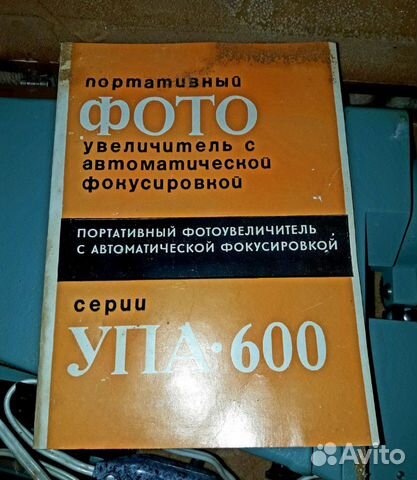 портативный
ФОТО
увеличитель с
автоматической
фокусировкой
ПОРТАТИВНЫЙ ФОТОУВЕЛИЧИТЕЛЬ
С АВТОМАТИЧЕСКОЙ ФОКУСИРОВКОЙ
серии
УПА·600
Avito